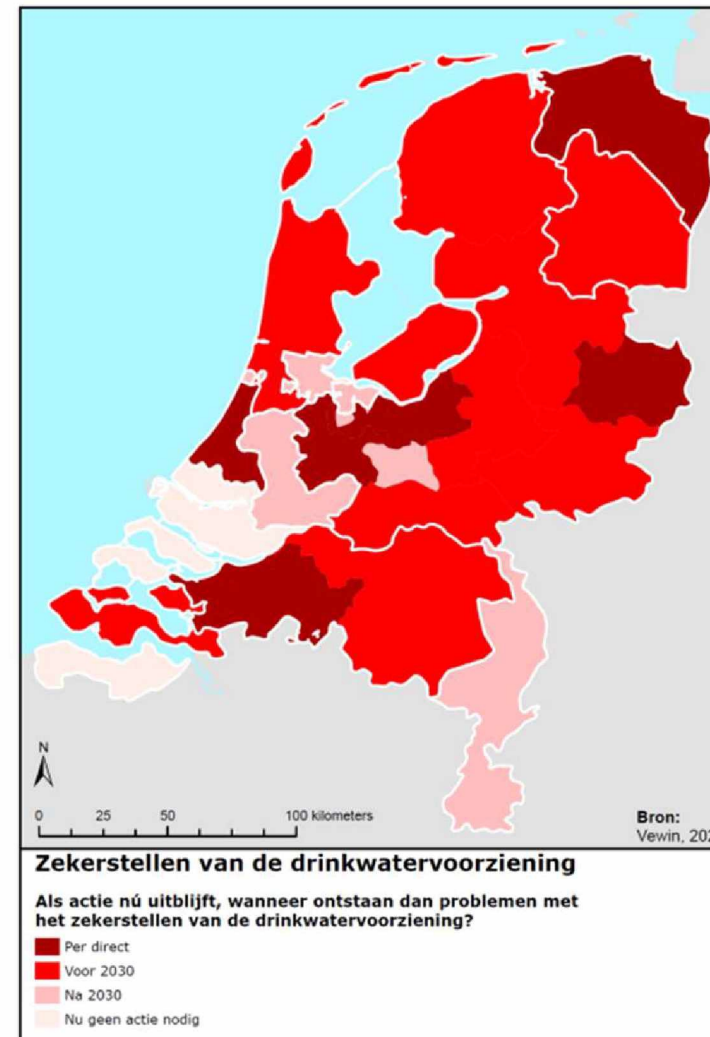 N
0 25 50 100 kilometers
Bron:
Vewin,
Zekerstellen van de drinkwatervoorziening
Als actie nú uitblijft, wanneer ontstaan dan problemen met
het zekerstellen van de drinkwatervoorziening?
Per direct
Voor 2030
Na 2030
Nu geen actie nodig